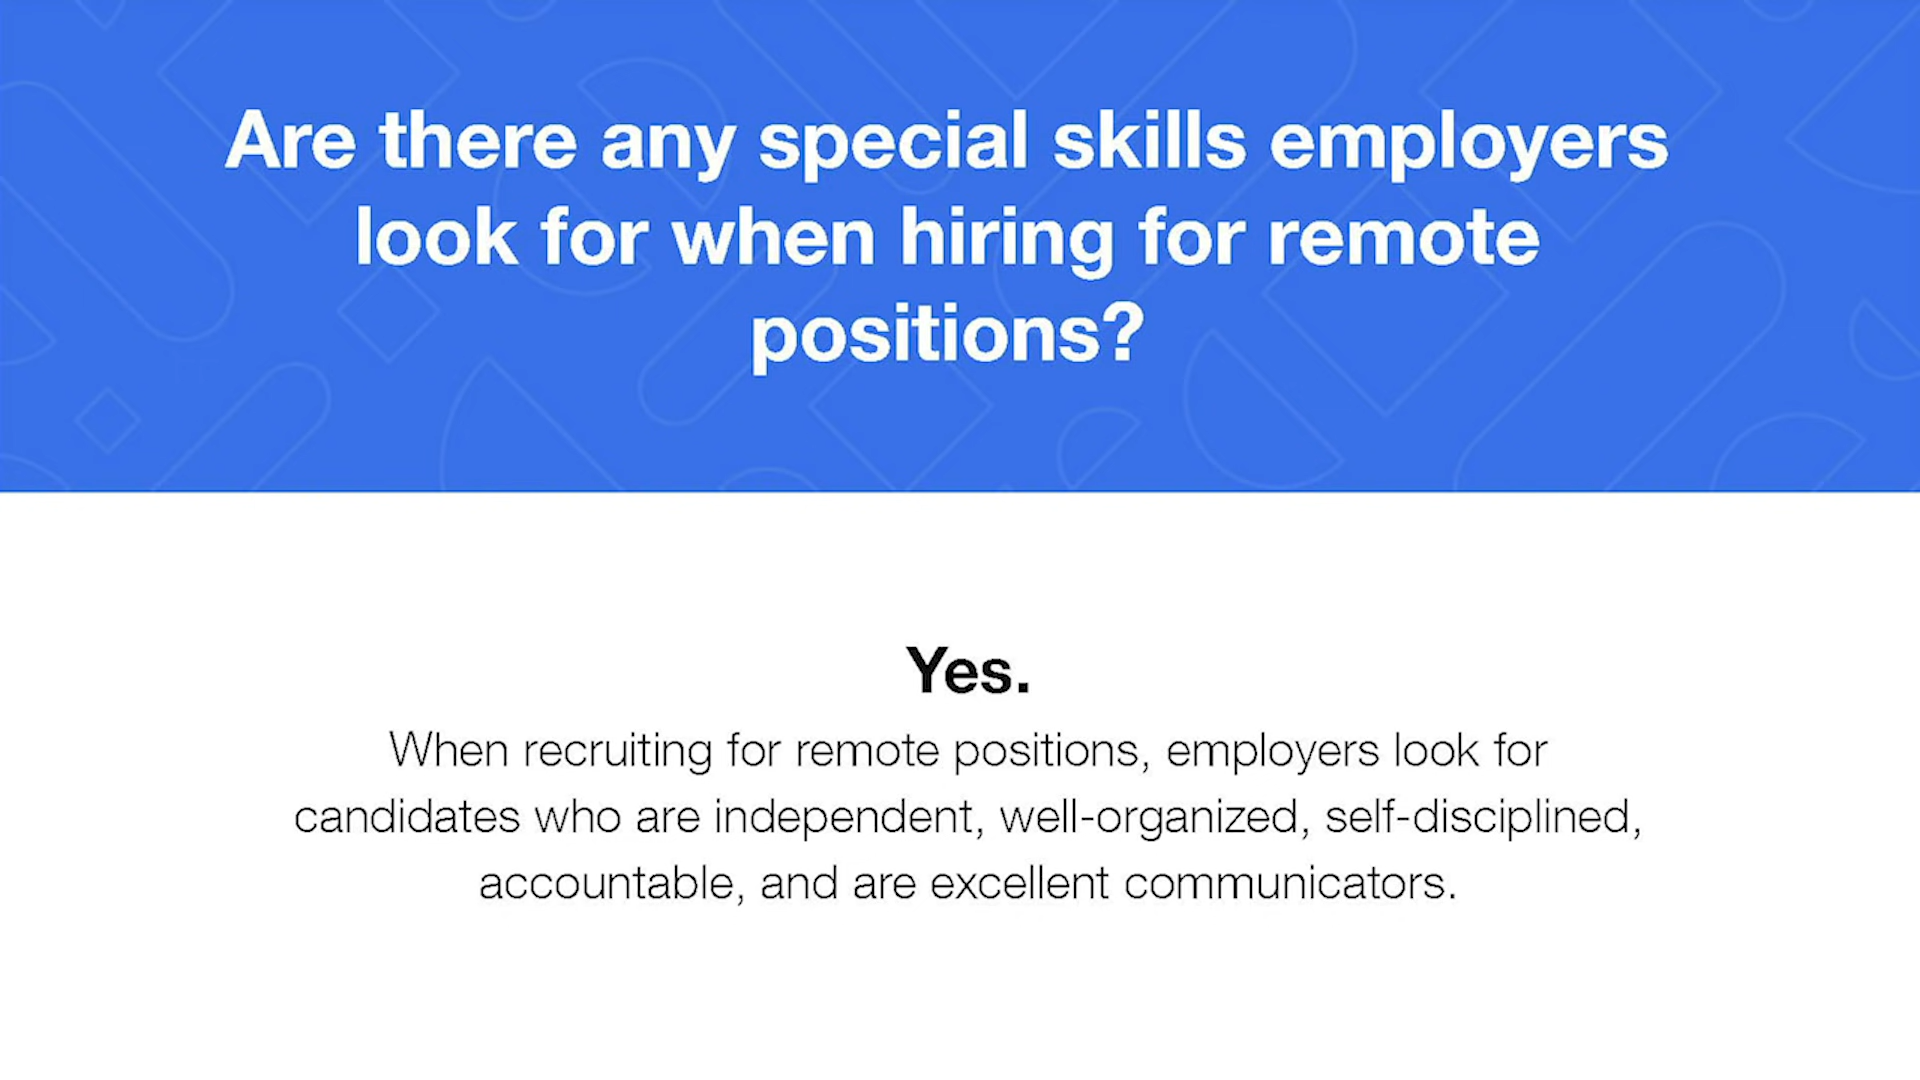 Are there any special skills employers
look for when hiring for remote
positions?
Yes.
When recruiting for remote positions, employers look for
candidates who are independent, well-organized, self-disciplined,
accountable, and are excellent communicators.